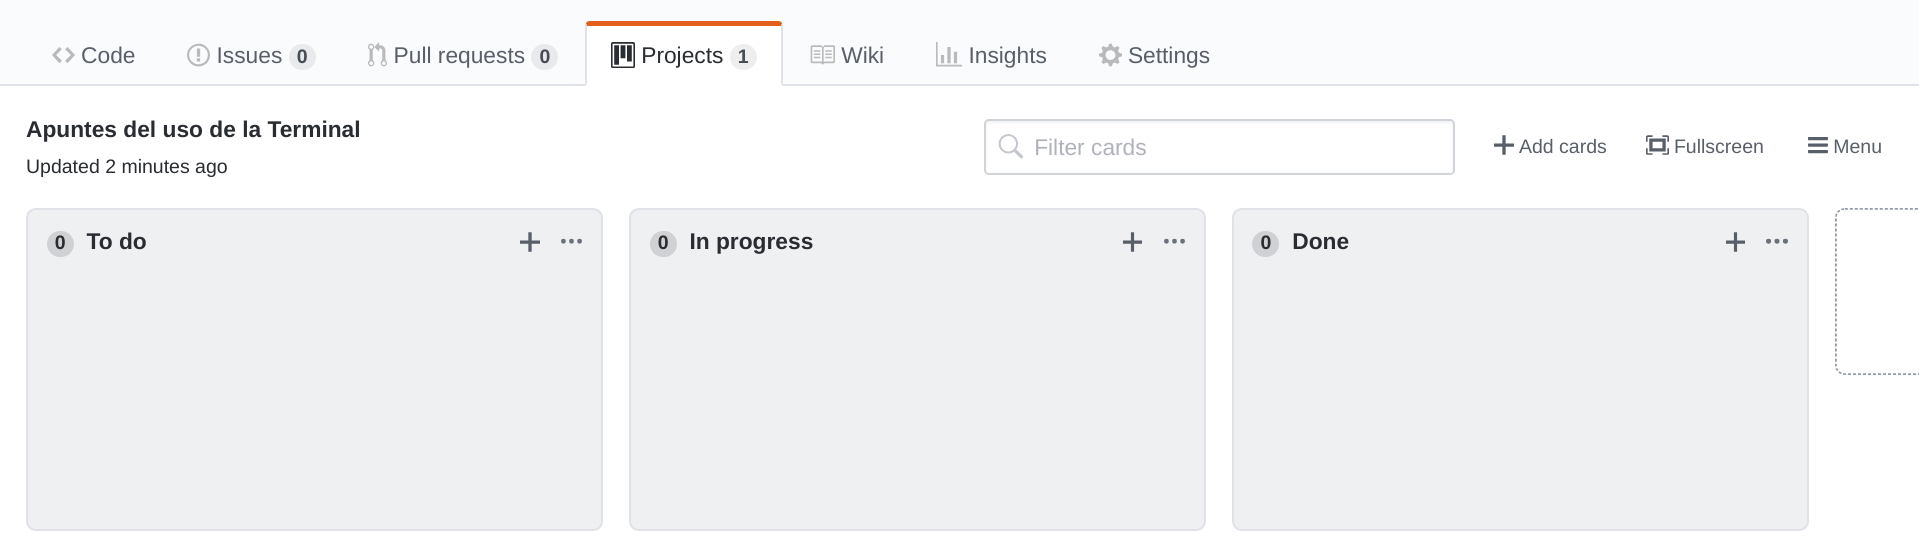 Code Issues 0 Pull requests 0 Projects 1 Wiki Insights Settings
Apuntes del uso de la Terminal
Updated 2 minutes ago
Filter cards Add cards Fullscreen Menu
0 To do
0 In progress
0 Done